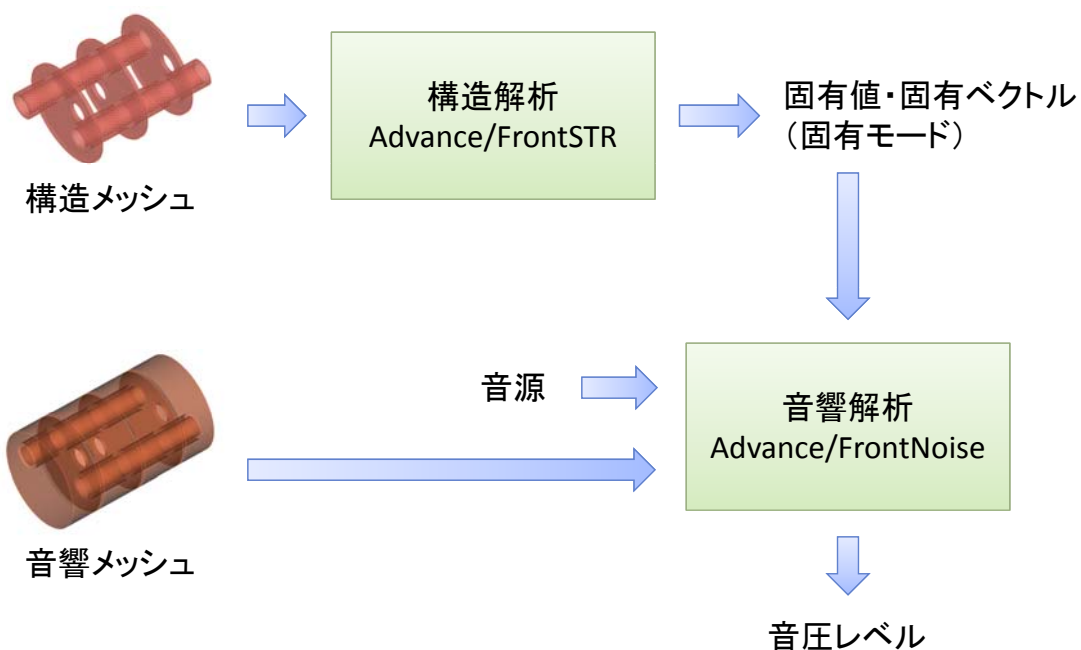 構造解析
Advance/FrontSTR
固有値・固有ベクトル
（固有モード）
構造メッシュ
音源
音響解析
Advance/FrontNoise
音響メッシュ
音圧レベル